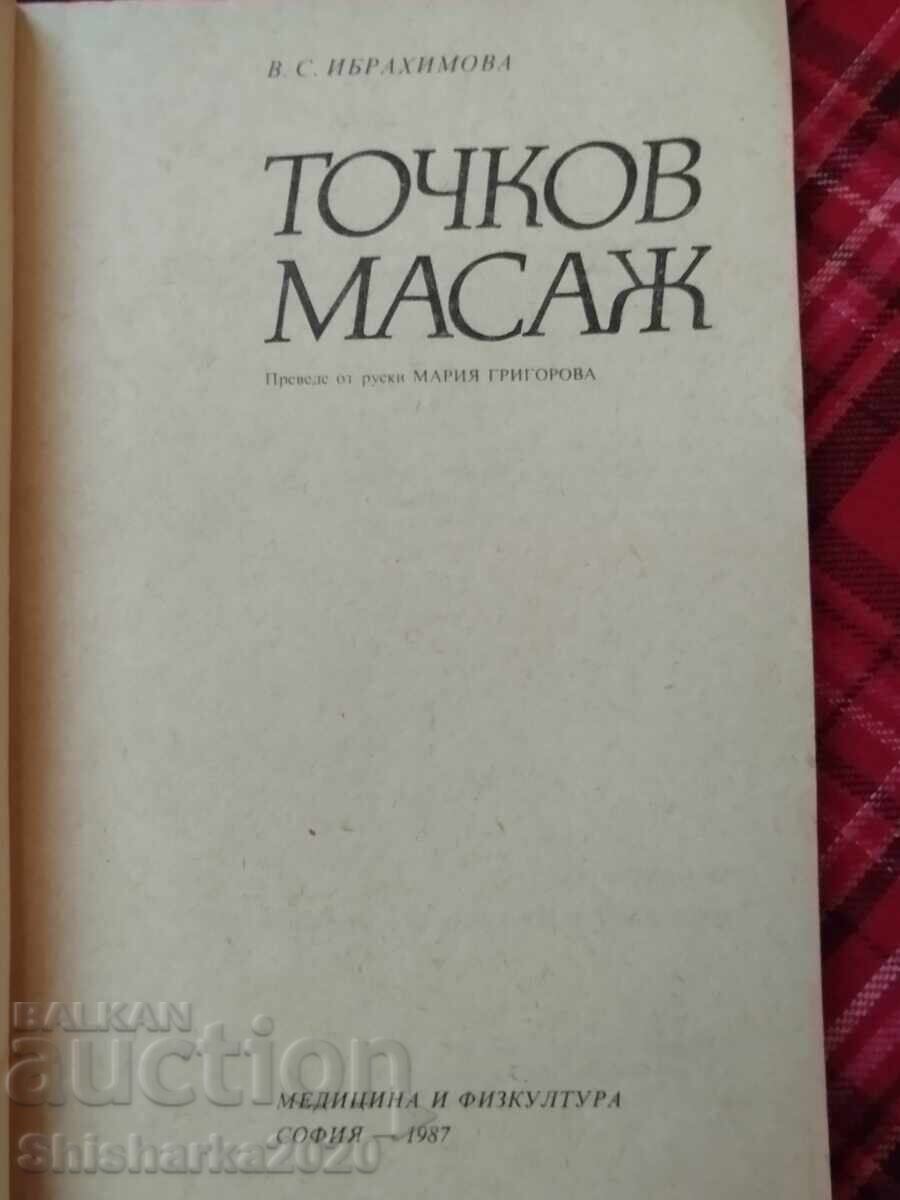 В. С. ИБРАХИМОВА
ТОЧКОВ
МАСАЖ
Преведе от руски МАРИЯ ГРИГОРОВА
МЕДИЦИНА И ФИЗКУЛТУРА
СОФИЯ — 1987
BALKAN
auction
Shisharka2020